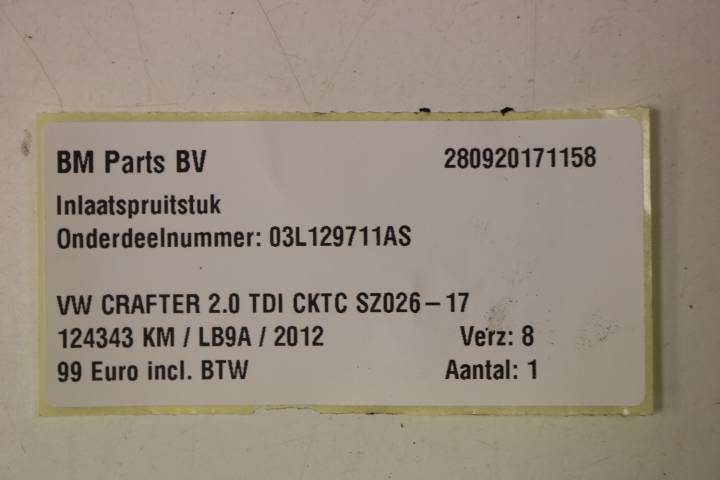 BM Parts BV 280920171158
Inlaatspruitstuk
Onderdeelnummer: 03L129711AS
VW CRAFTER 2.0 TDI CKTC SZ026-17
124343 KM / LB9A / 2012 Verz: 8
99 Euro incl. BTW Aantal: 1